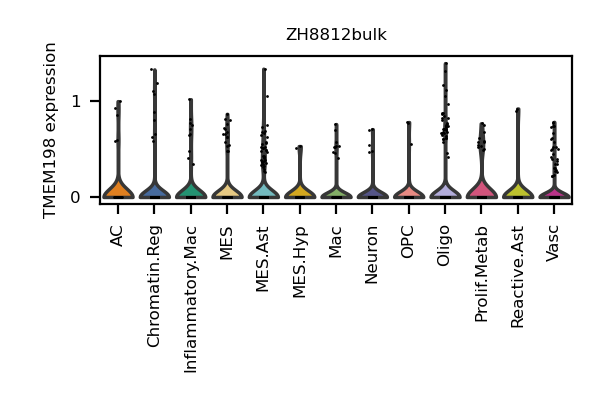 ZH8812bulk
TMEM198 expression
1
0
AC
Chromatin.Reg
Inflammatory.Mac
MES
MES.Ast
MES.Hyp
Mac
Neuron
OPC
Oligo
Prolif.Metab
Reactive.Ast
Vasc